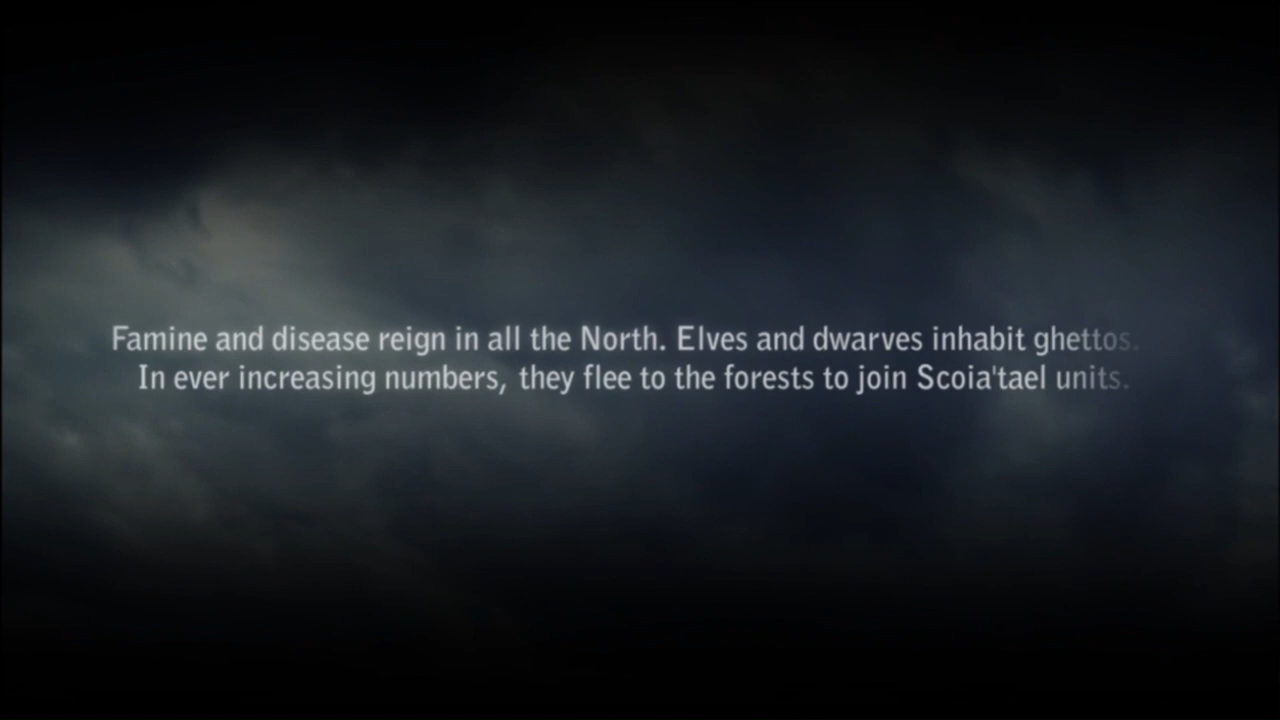 Famine and disease reign in all the North. Elves and dwarves inhabit ghettos.
In ever increasing numbers, they flee to the forests to join Scoia'tael units.